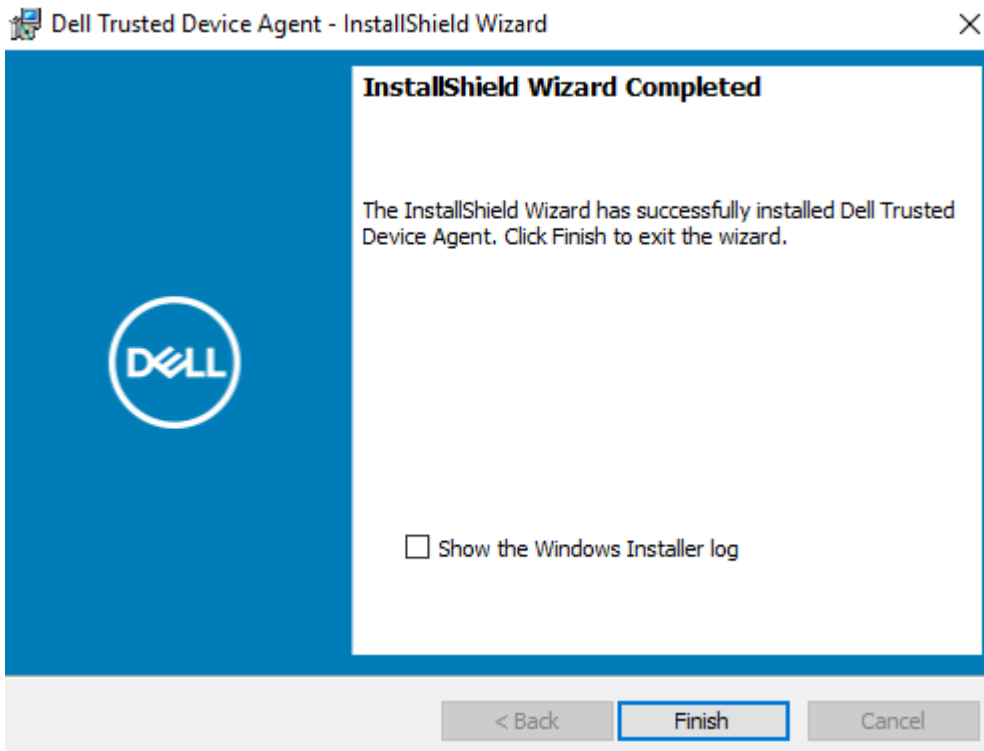 Dell Trusted Device Agent - InstallShield Wizard
InstallShield Wizard Completed
The InstallShield Wizard has successfully installed Dell Trusted
Device Agent. Click Finish to exit the wizard.
DELL
Show the Windows Installer log
< Back
Finish
Cancel